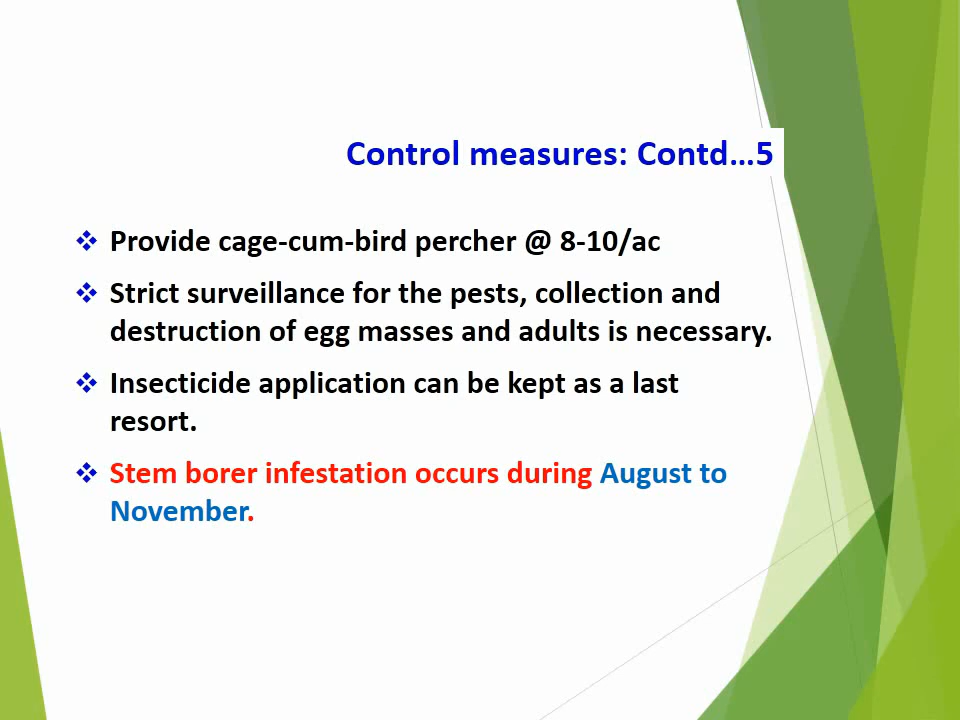 Control measures: Contd...5
❖ Provide cage-cum-bird percher @ 8-10/ac
❖ Strict surveillance for the pests, collection and
destruction of egg masses and adults is necessary.
❖ Insecticide application can be kept as a last
resort.
❖ Stem borer infestation occurs during August to
November.